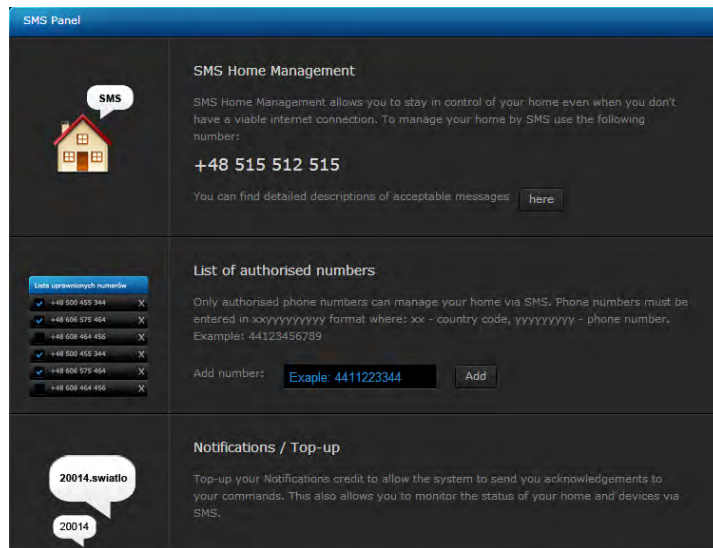 SMS Panel
SMS
SMS Home Management
SMS Home Management allows you to stay in control of your home even when you don't
have a viable internet connection. To manage your home by SMS use the following
number:
+48 515 512 515
You can find detailed descriptions of acceptable messages here
Lista uprawnionych numerów
+48 500 455 344 X
+48 606 575 464 X
+48 608 464 456 X
+48 500 455 344 X
+48 606 575 464 X
+48 608 464 456 X
List of authorised numbers
Only authorised phone numbers can manage your home via SMS. Phone numbers must be
entered in xxyyyyyyyyy format where: xx - country code, yyyyyyyyy - phone number.
Example: 44123456789
Add number: Exaple: 4411223344 Add
20014.swiatlo
20014
Notifications / Top-up
Top-up your Notifications credit to allow the system to send you acknowledgements to
your commands. This also allows you to monitor the status of your home and devices via
SMS.